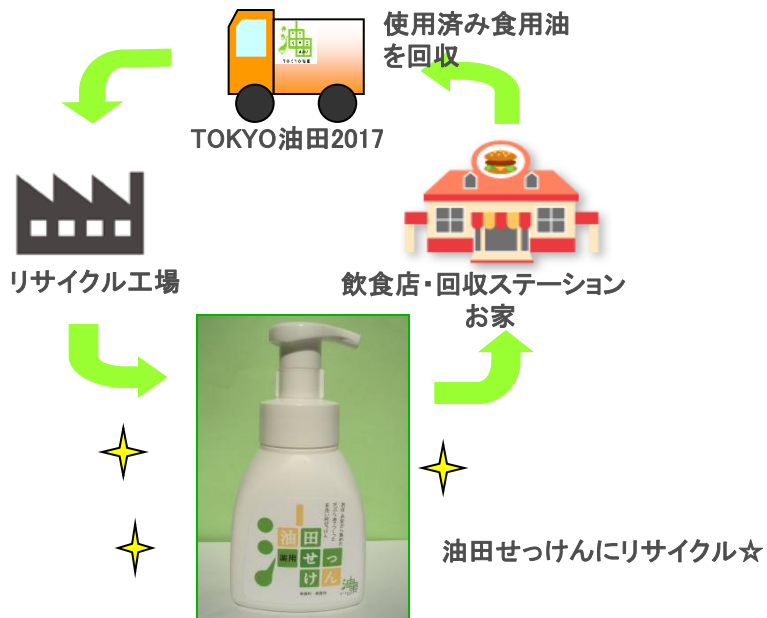 使用済み食用油
を回収
TOKYO油田2017
リサイクル工場
飲食店・回収ステーション
お家
油田
薬用せっ
けん
油田せっけんにリサイクル☆